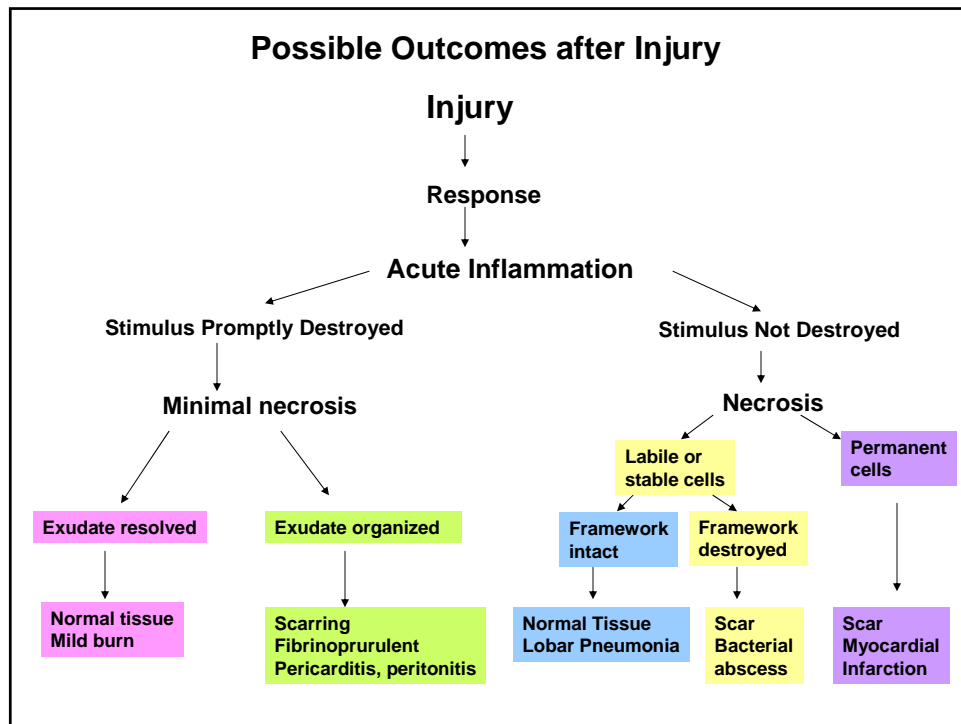 Possible Outcomes after Injury
Injury
Response
Acute Inflammation
Stimulus Promptly Destroyed
Stimulus Not Destroyed
Minimal necrosis
Necrosis
Labile or
stable cells
Permanent
cells
Exudate resolved
Exudate organized
Framework
intact
Framework
destroyed
Normal tissue
Mild burn
Scarring
Fibrinoprurulent
Pericarditis, peritonitis
Normal Tissue
Lobar Pneumonia
Scar
Bacterial
abscess
Scar
Myocardial
Infarction